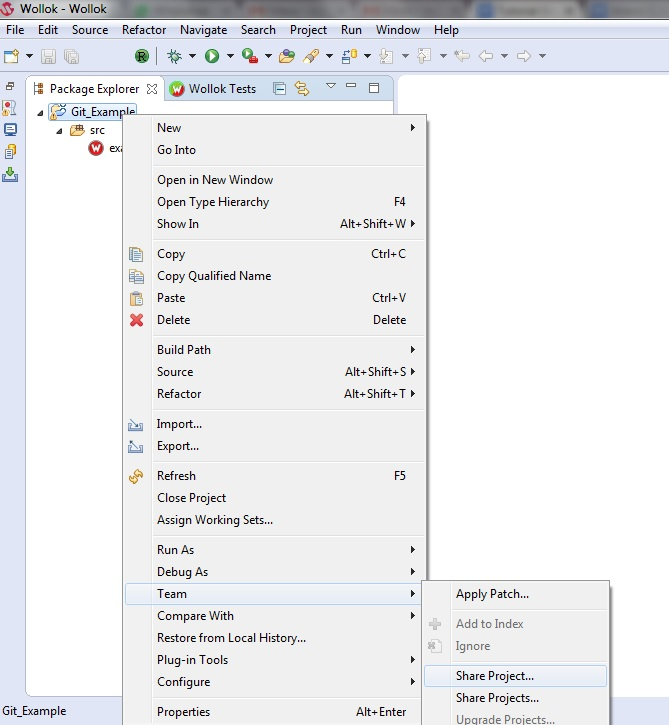 Wollok - Wollok
File Edit Source Refactor Navigate Search Project Run Window Help
Package Explorer Wollok Tests
Git_Example
src
New
Go Into
Open in New Window
Open Type Hierarchy F4
Show In Alt+Shift+W
Copy Ctrl+C
Copy Qualified Name
Paste Ctrl+V
Delete Delete
Build Path
Source Alt+Shift+S
Refactor Alt+Shift+T
Import...
Export...
Refresh F5
Close Project
Assign Working Sets...
Run As
Debug As
Team
Compare With
Restore from Local History...
Plug-in Tools
Configure
Properties Alt+Enter
Apply Patch...
Add to Index
Ignore
Share Project...
Share Projects...
Upgrade Projects...
Git_Example